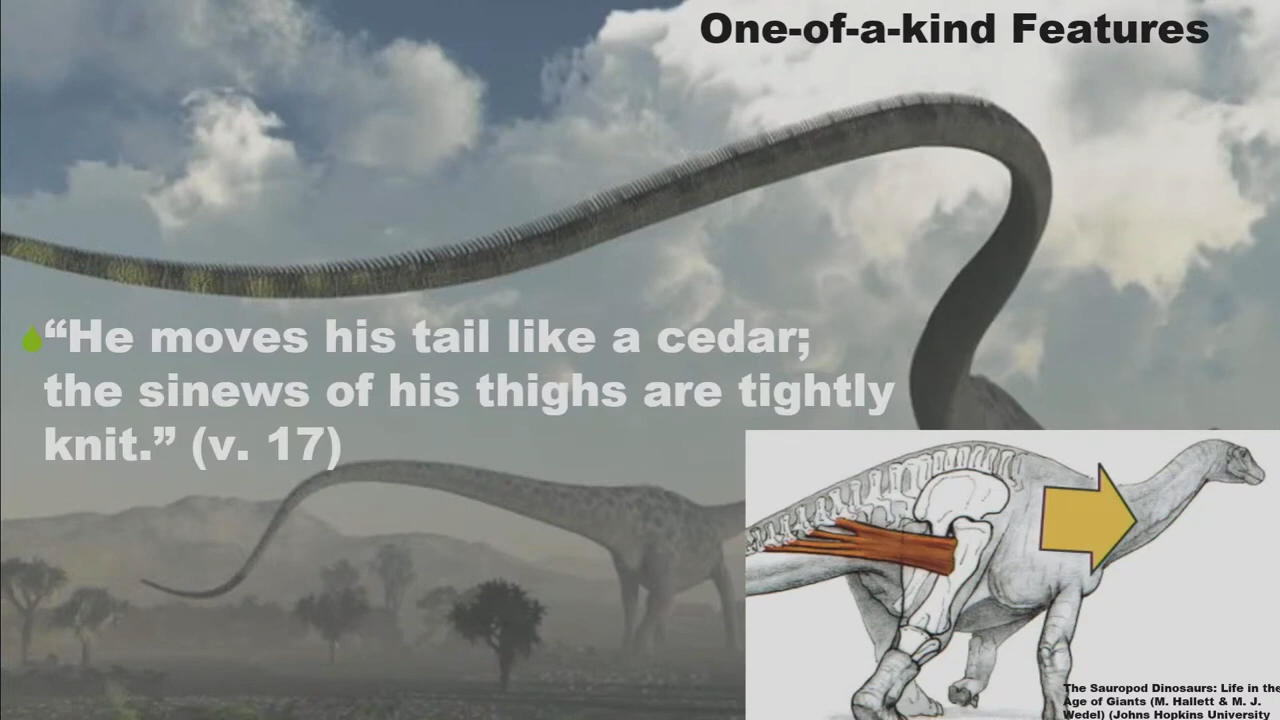 One-of-a-kind Features
“He moves his tail like a cedar;
the sinews of his thighs are tightly
knit.” (v. 17)
The Sauropod Dinosaurs: Life in the
Age of Giants (M. Hallett & M. J.
Wedel) (Johns Hopkins University